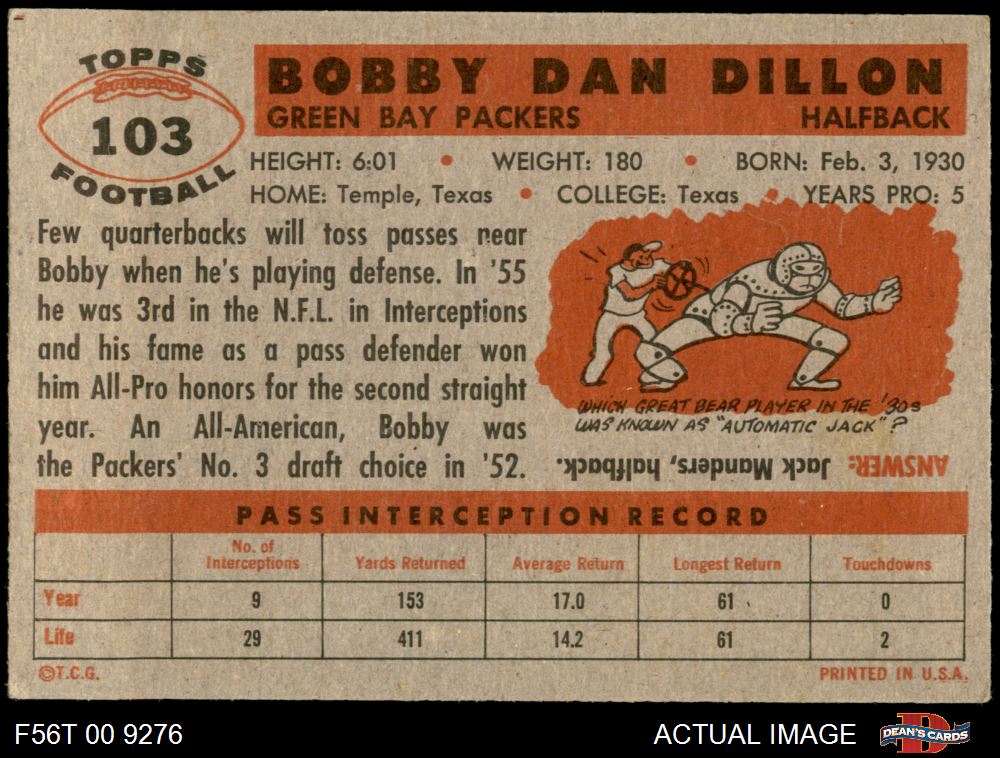 TOPPS
103
FOOTBALL
BOBBY DAN DILLON
GREEN BAY PACKERS HALFBACK
HEIGHT: 6:01 • WEIGHT: 180 • BORN: Feb. 3, 1930
HOME: Temple, Texas • COLLEGE: Texas • YEARS PRO: 5
Few quarterbacks will toss passes near
Bobby when he's playing defense. In '55
he was 3rd in the N.F.L. in Interceptions
and his fame as a pass defender won
him All-Pro honors for the second straight
year. An All-American, Bobby was
the Packers' No. 3 draft choice in '52.
WHICH GREAT BEAR PLAYER IN THE '30s
WAS KNOWN AS "AUTOMATIC JACK"?
ANSWER: Jack Manders, halfback.
PASS INTERCEPTION RECORD
No. of Interceptions Yards Returned Average Return Longest Return Touchdowns
Year 9 153 17.0 61 0
Life 29 411 14.2 61 2
©T.C.G. PRINTED IN U.S.A.
F56T 00 9276 ACTUAL IMAGE DEAN'S CARDS